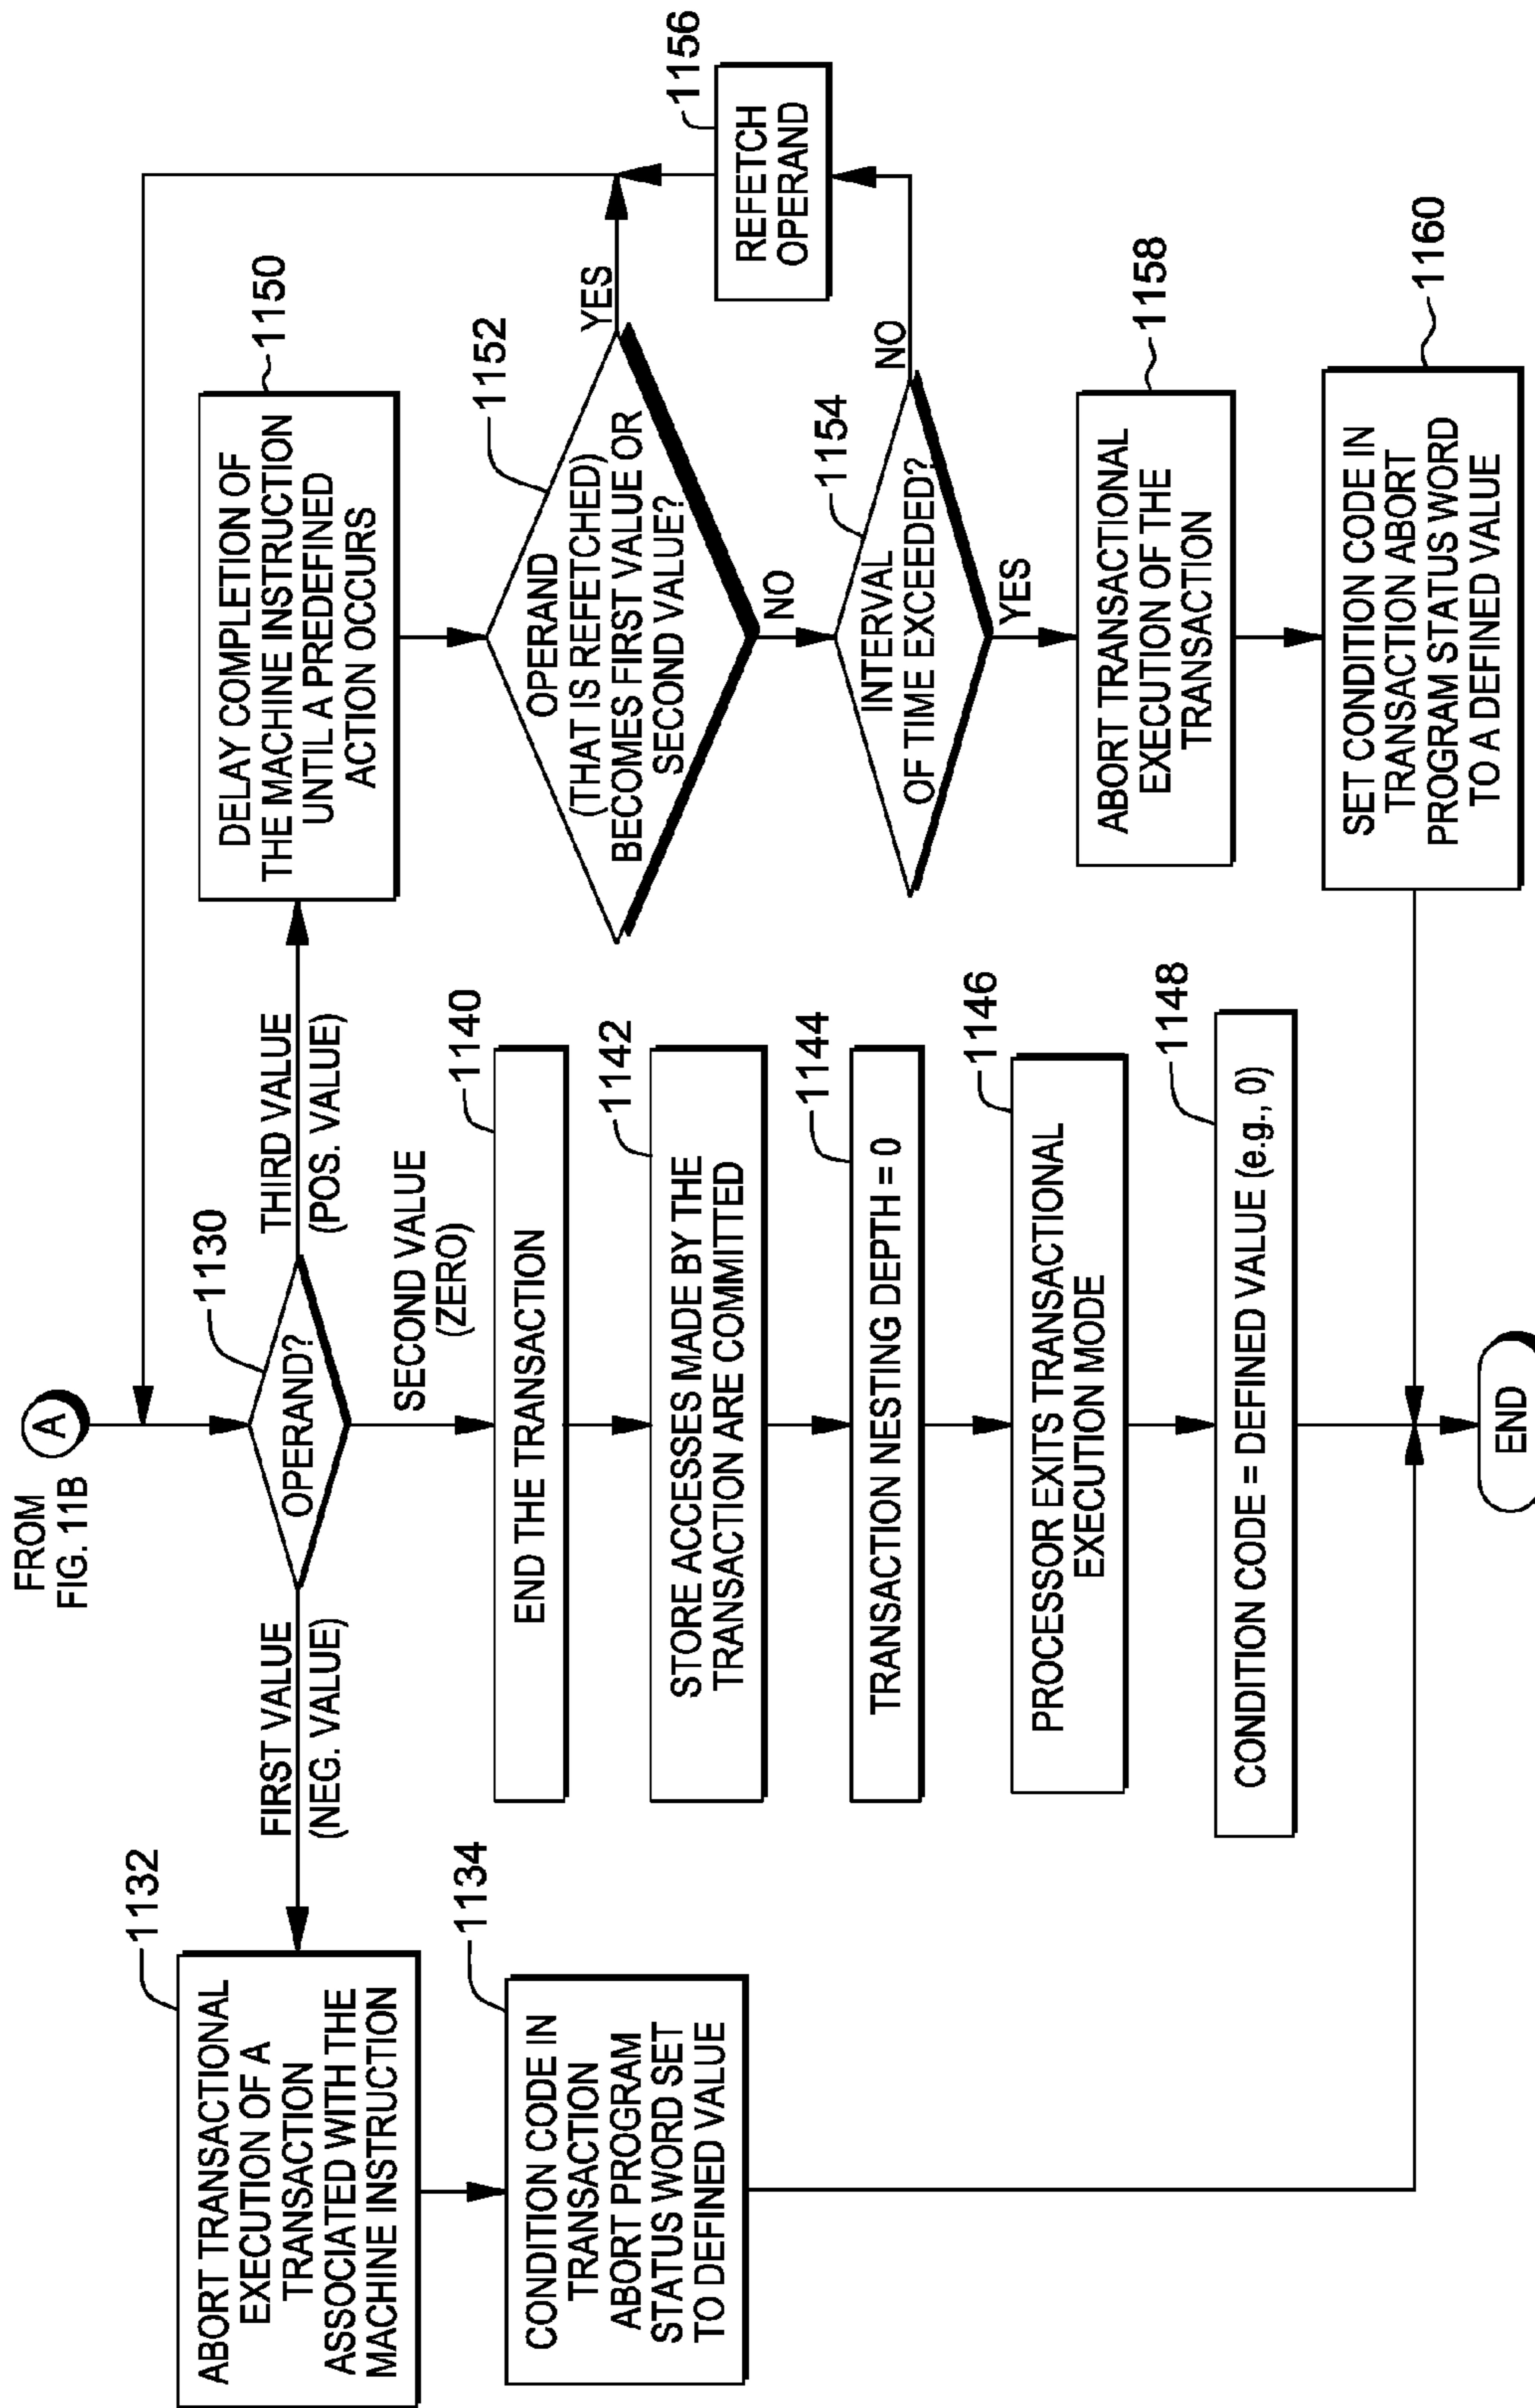 FROM
FIG. 11B
A
1130
OPERAND?
FIRST VALUE
(NEG. VALUE)
1132
ABORT TRANSACTIONAL
EXECUTION OF A
TRANSACTION
ASSOCIATED WITH THE
MACHINE INSTRUCTION
1134
CONDITION CODE IN
TRANSACTION
ABORT PROGRAM
STATUS WORD SET
TO DEFINED VALUE
SECOND VALUE
(ZERO)
1140
END THE TRANSACTION
1142
STORE ACCESSES MADE BY THE
TRANSACTION ARE COMMITTED
1144
TRANSACTION NESTING DEPTH = 0
1146
PROCESSOR EXITS TRANSACTIONAL
EXECUTION MODE
1148
CONDITION CODE = DEFINED VALUE (e.g., 0)
THIRD VALUE
(POS. VALUE)
1150
DELAY COMPLETION OF
THE MACHINE INSTRUCTION
UNTIL A PREDEFINED
ACTION OCCURS
1152
OPERAND
(THAT IS REFETCHED)
BECOMES FIRST VALUE OR
SECOND VALUE?
YES
NO
1154
INTERVAL
OF TIME EXCEEDED?
NO
YES
1156
REFETCH
OPERAND
1158
ABORT TRANSACTIONAL
EXECUTION OF THE
TRANSACTION
1160
SET CONDITION CODE IN
TRANSACTION ABORT
PROGRAM STATUS WORD
TO A DEFINED VALUE
END